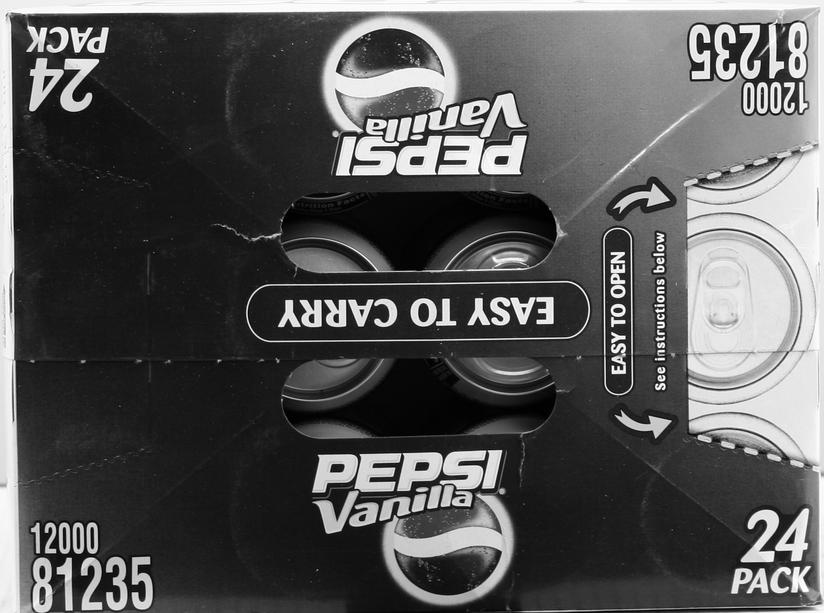 24
PACK
81235
12000
PEPSI
Vanilla
EASY TO CARRY
EASY TO OPEN
See instructions below
PEPSI
Vanilla
12000
81235
24
PACK